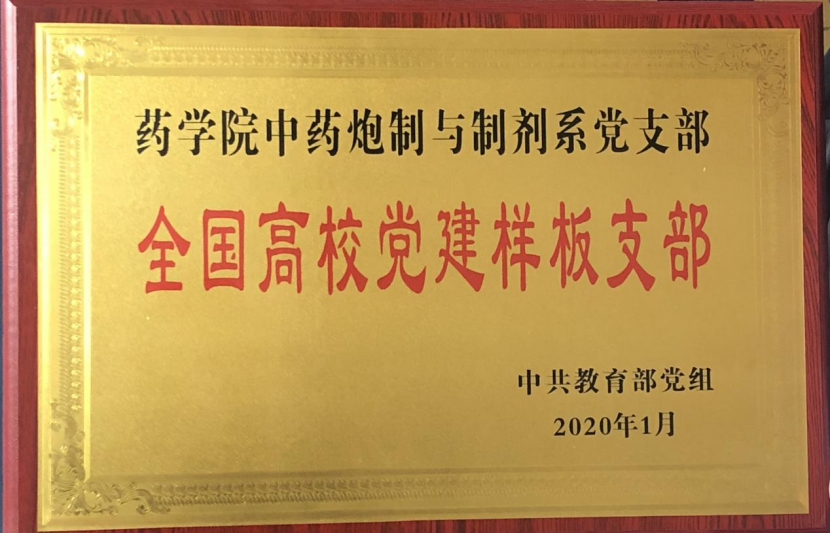 药学院中药炮制与制剂系党支部
全国高校党建样板支部
中共教育部党组
2020年1月